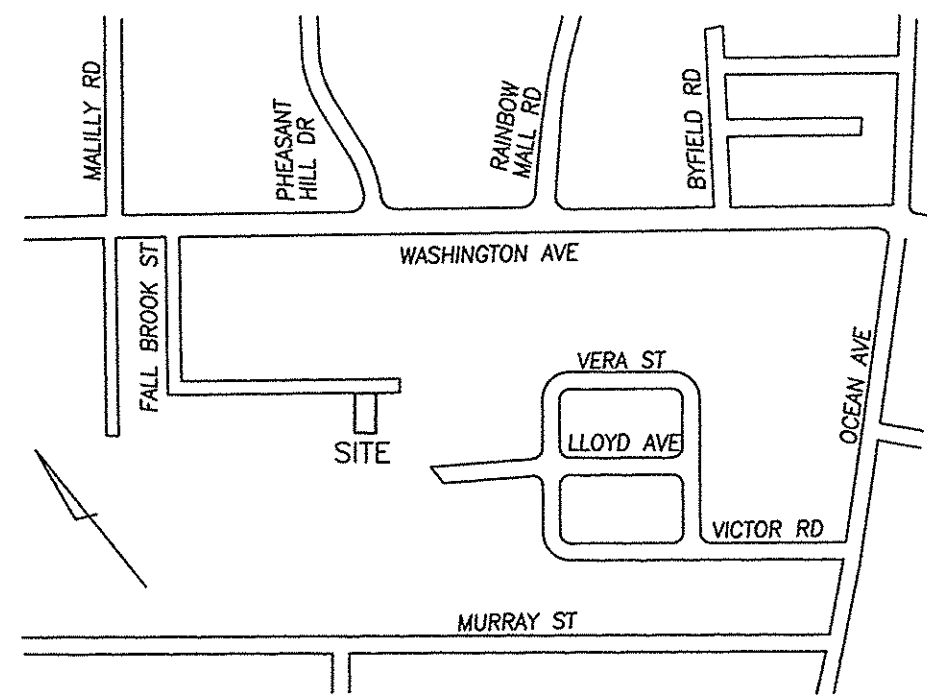 MALILLY RD
PHEASANT
HILL DR
RAINBOW
MALL RD
BYFIELD RD
WASHINGTON AVE
FALL BROOK ST
VERA ST
OCEAN AVE
LLOYD AVE
SITE
VICTOR RD
MURRAY ST